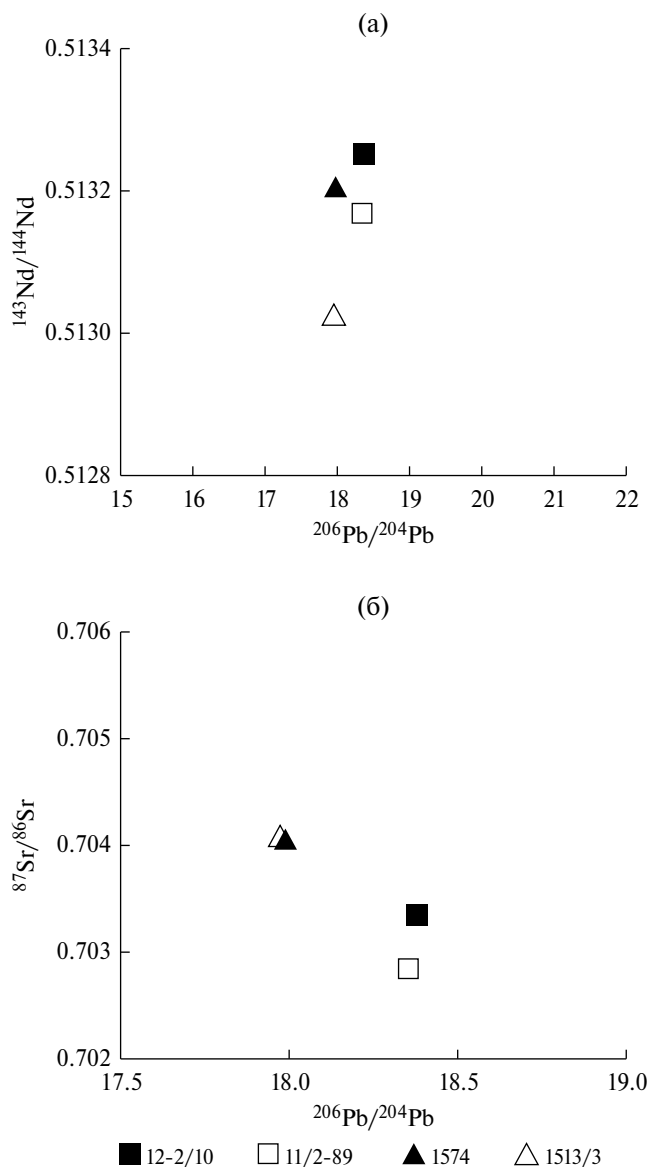 (а)
0.5134
0.5132
0.5130
0.5128
¹⁴³Nd/¹⁴⁴Nd
15 16 17 18 19 20 21 22
²⁰⁶Pb/²⁰⁴Pb
(б)
0.706
0.705
0.704
0.703
0.702
⁸⁷Sr/⁸⁶Sr
17.5 18.0 18.5 19.0
²⁰⁶Pb/²⁰⁴Pb
12-2/10 11/2-89 1574 1513/3